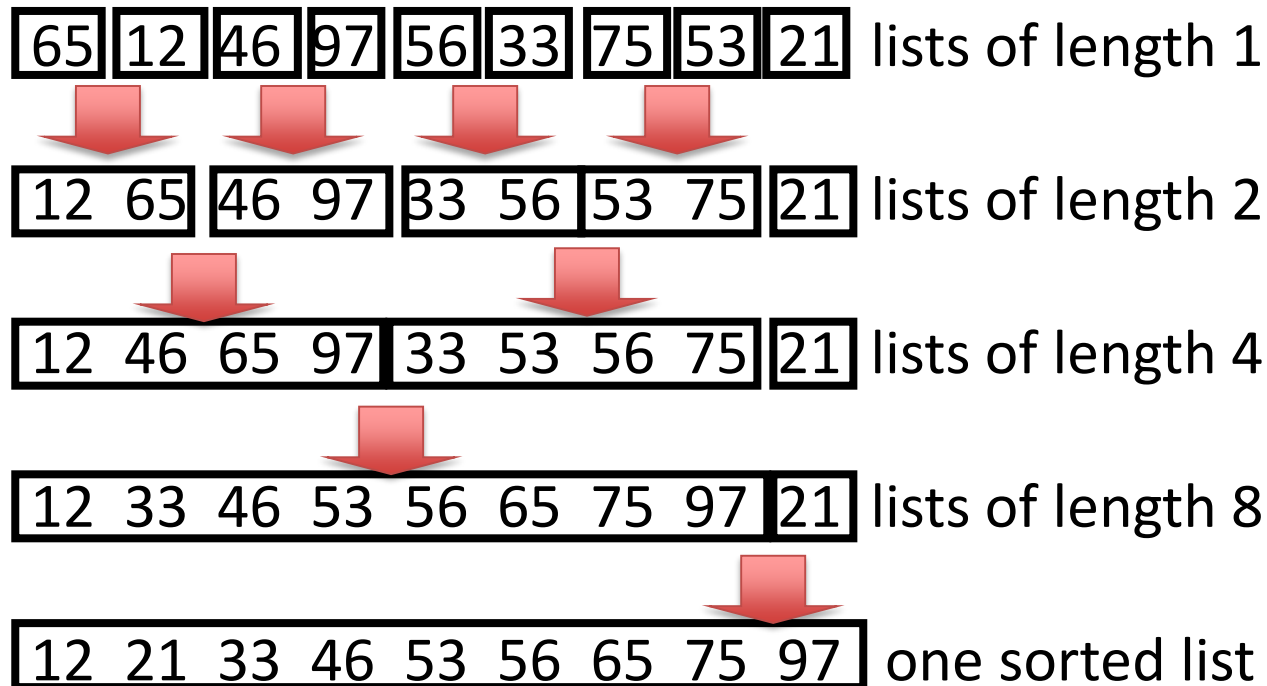 65 12 46 97 56 33 75 53 21 lists of length 1
12 65 46 97 33 56 53 75 21 lists of length 2
12 46 65 97 33 53 56 75 21 lists of length 4
12 33 46 53 56 65 75 97 21 lists of length 8
12 21 33 46 53 56 65 75 97 one sorted list